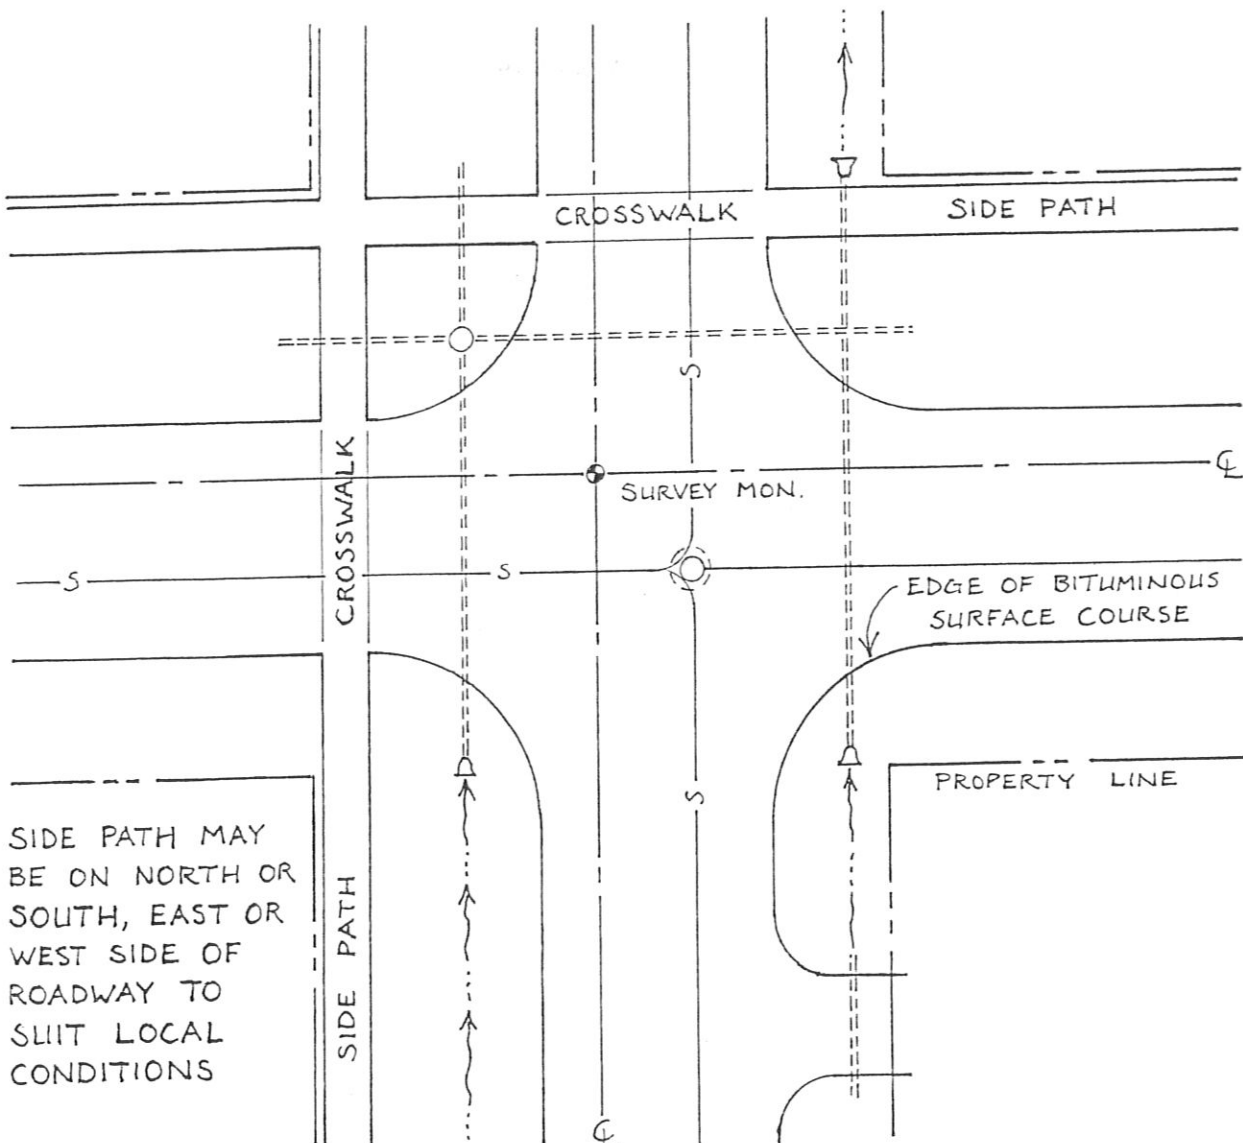 CROSSWALK
SIDE PATH
S
℄
CROSSWALK
SURVEY MON.
S
S
EDGE OF BITUMINOUS
SURFACE COURSE
PROPERTY LINE
S
SIDE PATH MAY
BE ON NORTH OR
SOUTH, EAST OR
WEST SIDE OF
ROADWAY TO
SUIT LOCAL
CONDITIONS
SIDE PATH
℄